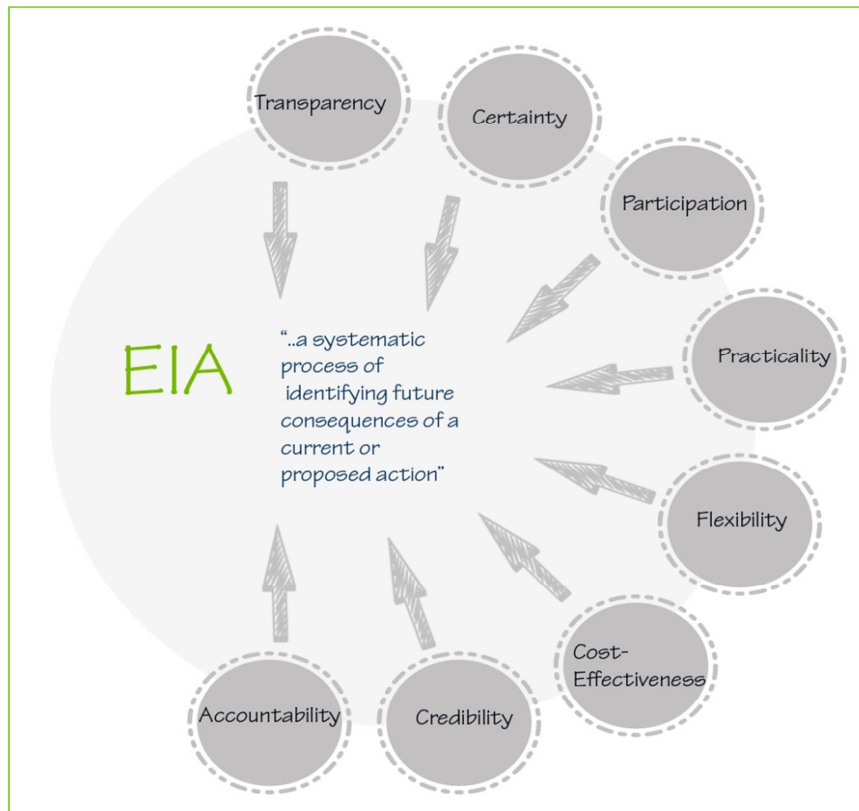 Transparency
Certainty
Participation
Practicality
Flexibility
Cost-
Effectiveness
Credibility
Accountability
EIA
“..a systematic
process of
identifying future
consequences of a
current or
proposed action”